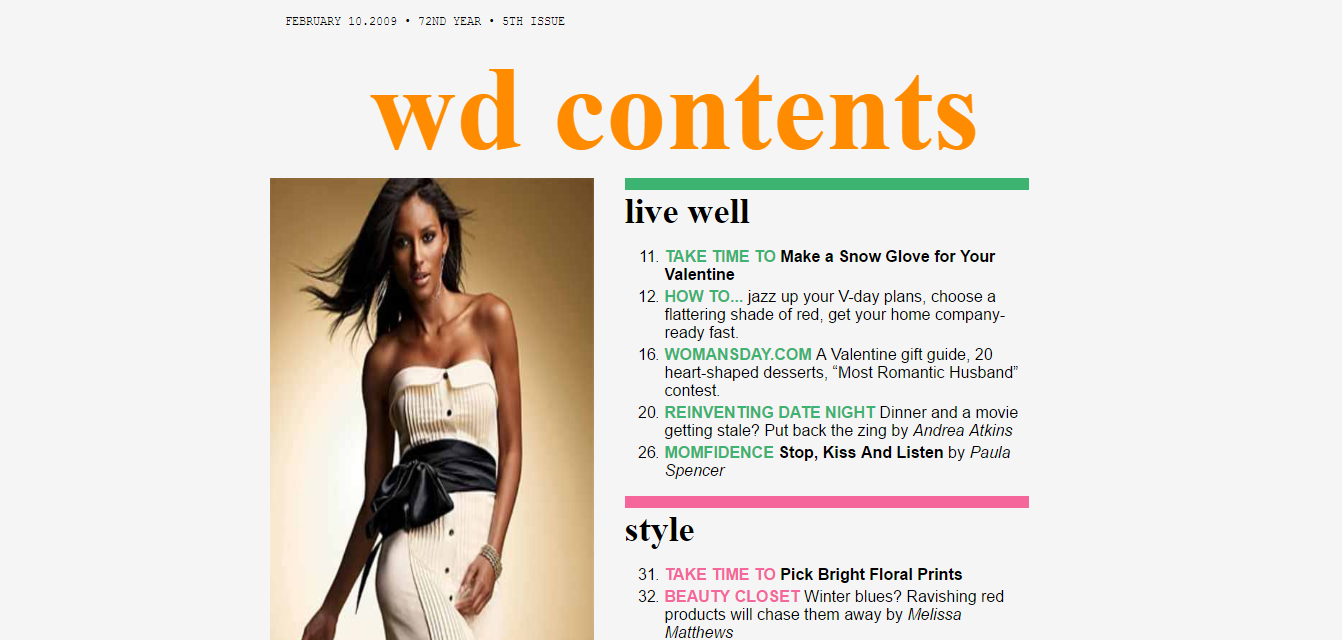 FEBRUARY 10.2009 • 72ND YEAR • 5TH ISSUE
wd contents
live well
11. TAKE TIME TO Make a Snow Glove for Your
Valentine
12. HOW TO... jazz up your V-day plans, choose a
flattering shade of red, get your home company-
ready fast.
16. WOMANSDAY.COM A Valentine gift guide, 20
heart-shaped desserts, “Most Romantic Husband”
contest.
20. REINVENTING DATE NIGHT Dinner and a movie
getting stale? Put back the zing by Andrea Atkins
26. MOMFIDENCE Stop, Kiss And Listen by Paula
Spencer
style
31. TAKE TIME TO Pick Bright Floral Prints
32. BEAUTY CLOSET Winter blues? Ravishing red
products will chase them away by Melissa
Matthews